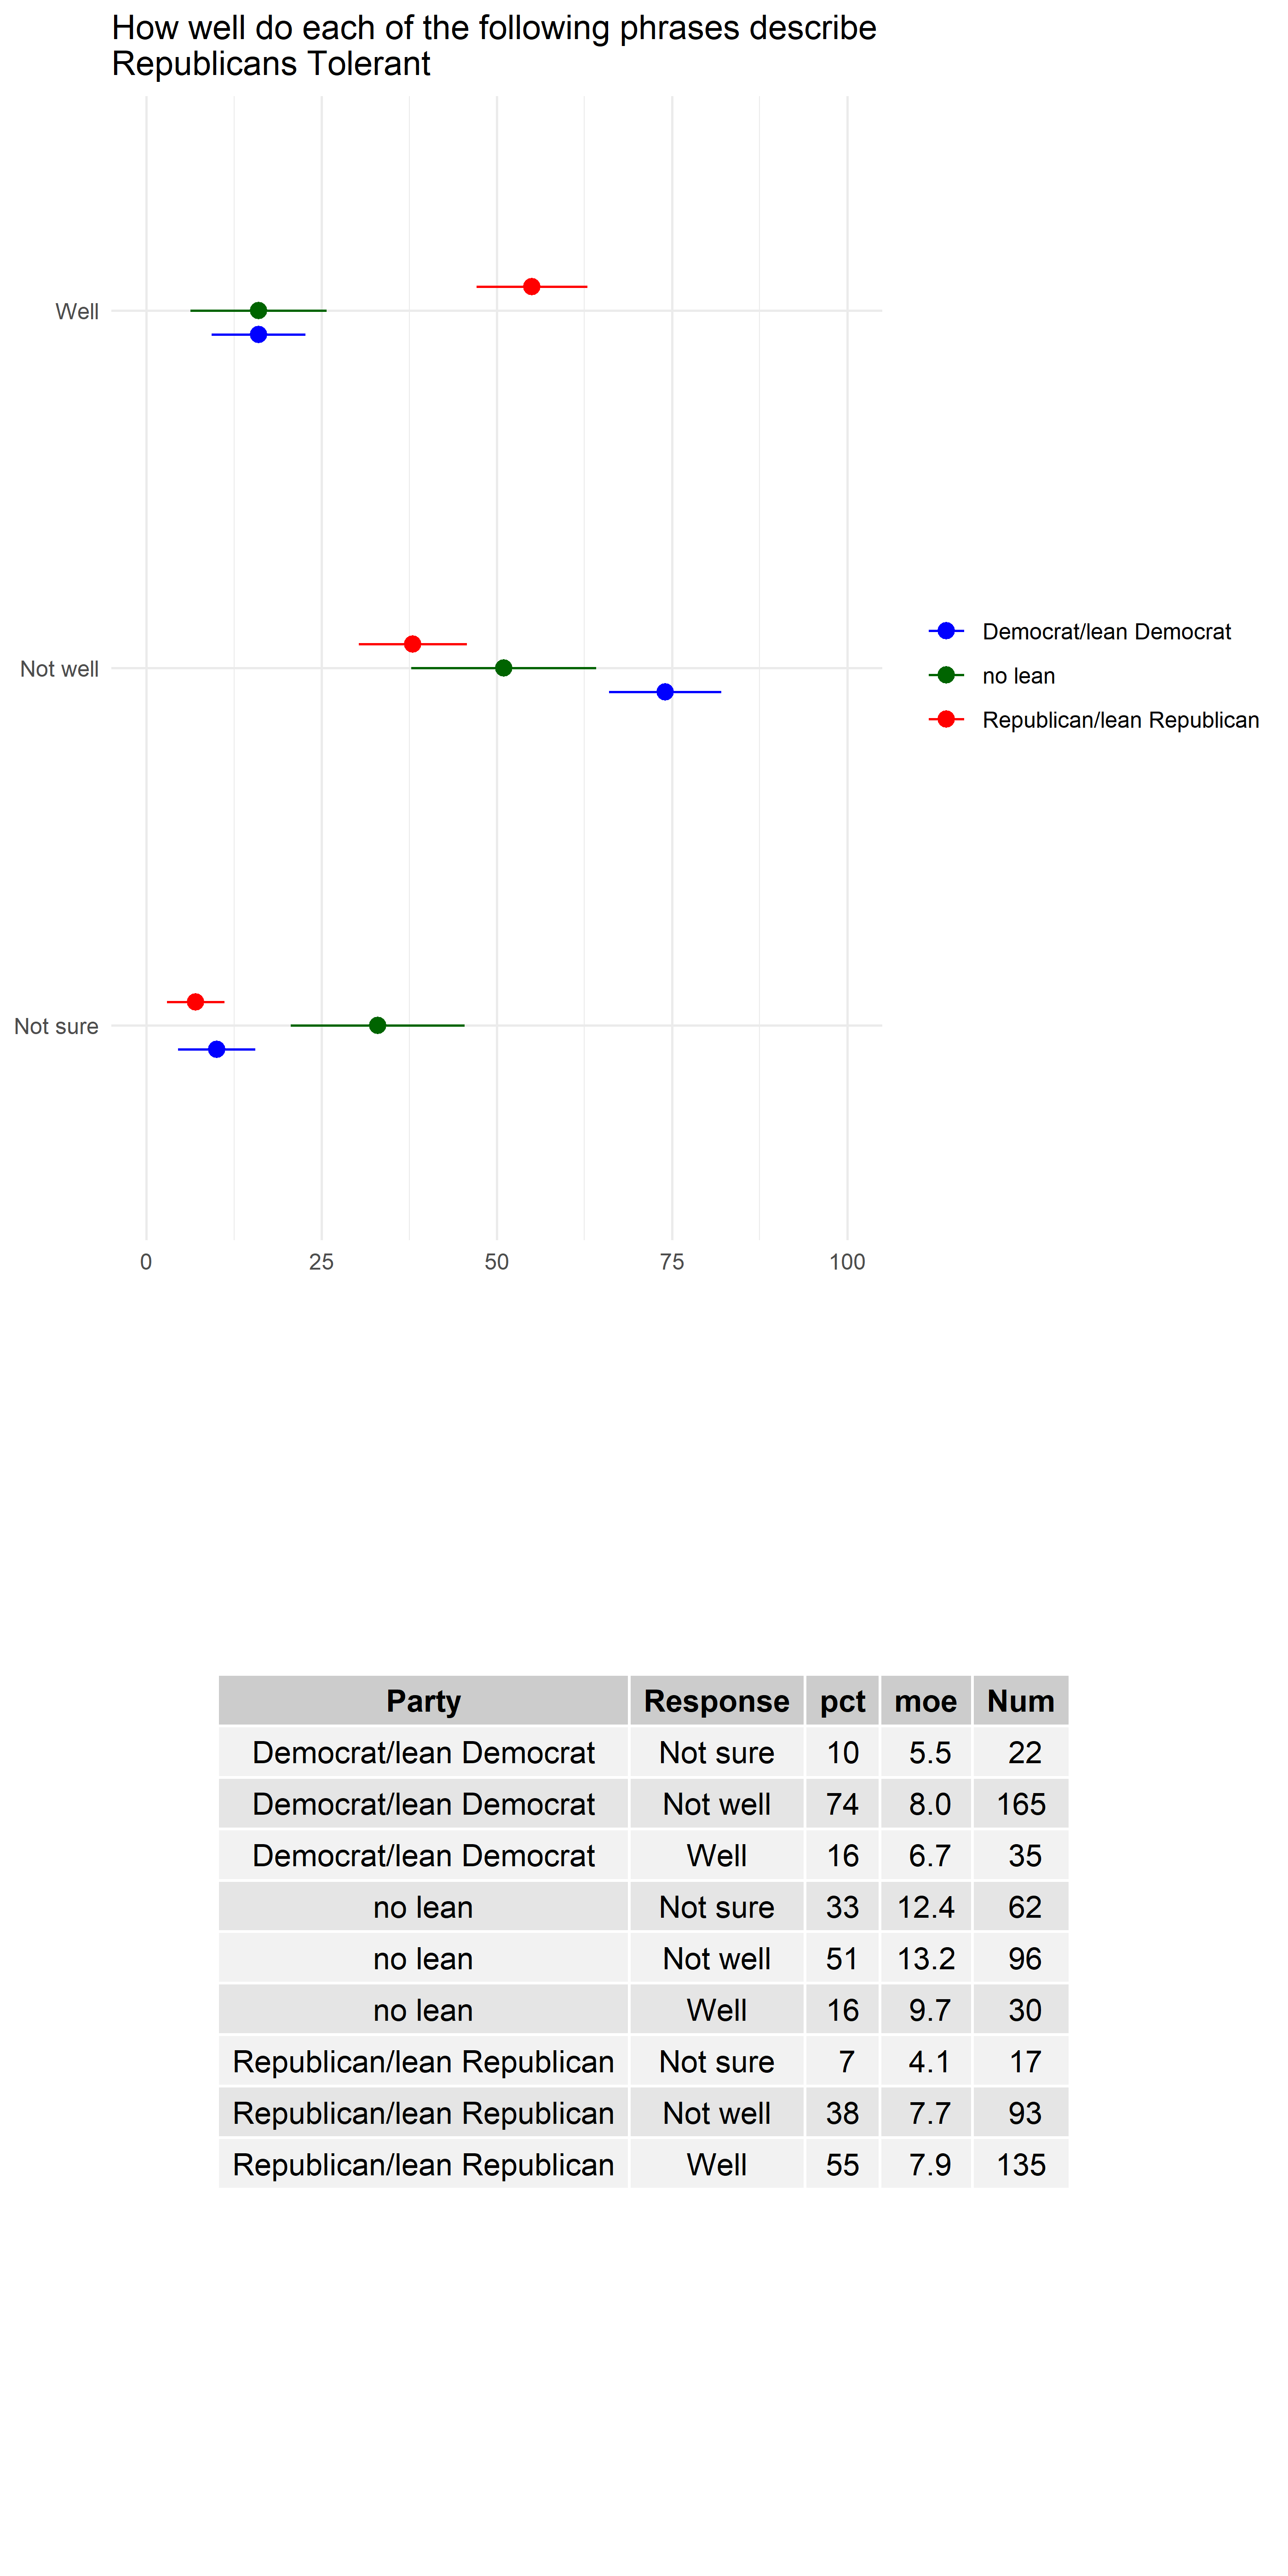 How well do each of the following phrases describe
Republicans Tolerant
Well
Not well
Not sure
0 25 50 75 100
Democrat/lean Democrat
no lean
Republican/lean Republican
Party Response pct moe Num
Democrat/lean Democrat Not sure 10 5.5 22
Democrat/lean Democrat Not well 74 8.0 165
Democrat/lean Democrat Well 16 6.7 35
no lean Not sure 33 12.4 62
no lean Not well 51 13.2 96
no lean Well 16 9.7 30
Republican/lean Republican Not sure 7 4.1 17
Republican/lean Republican Not well 38 7.7 93
Republican/lean Republican Well 55 7.9 135